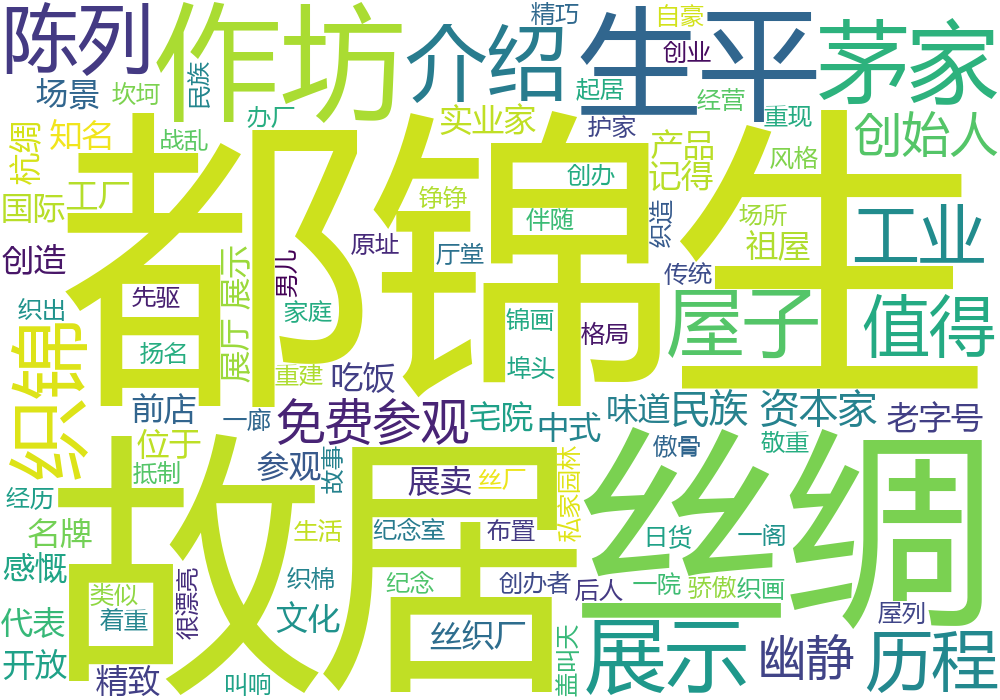 陈列
作坊
介绍
精巧
生平
自豪
创业
茅家
场景
坎坷
民族
办厂
起居
经营
重现
知名
战乱
实业家
护家
产品
创始人
杭绸
都锦生
国际
工厂
铮铮
创办
记得
风格
创造
展示
男儿
原址
厅堂
伴随
织造
场所
祖屋
工业
传统
织出
先驱
展厅
家庭
锦画
格局
屋子
值得
织锦
扬名
重建
吃饭
埠头
前店
一廊
免费参观
宅院
中式
味道
民族
资本家
老字号
位于
抵制
参观
故事
展卖
丝厂
私家园林
傲骨
敬重
丝绸
经历
故居
名牌
生活
纪念室
布置
日货
一阁
感慨
类似
很漂亮
织棉
纪念
创办者
后人
一院
骄傲
织画
代表
着重
文化
丝织厂
盖叫天
展示
幽静
屋列
历程
开放
精致
叫响